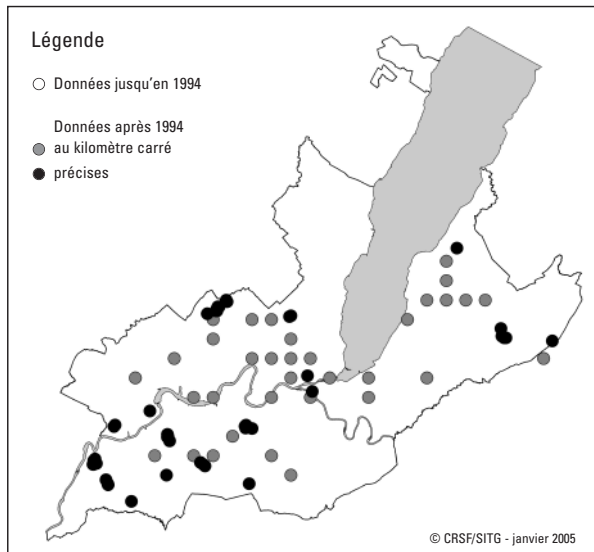 Légende
Données jusqu'en 1994
Données après 1994
au kilomètre carré
précises
© CRSF/SITG - janvier 2005